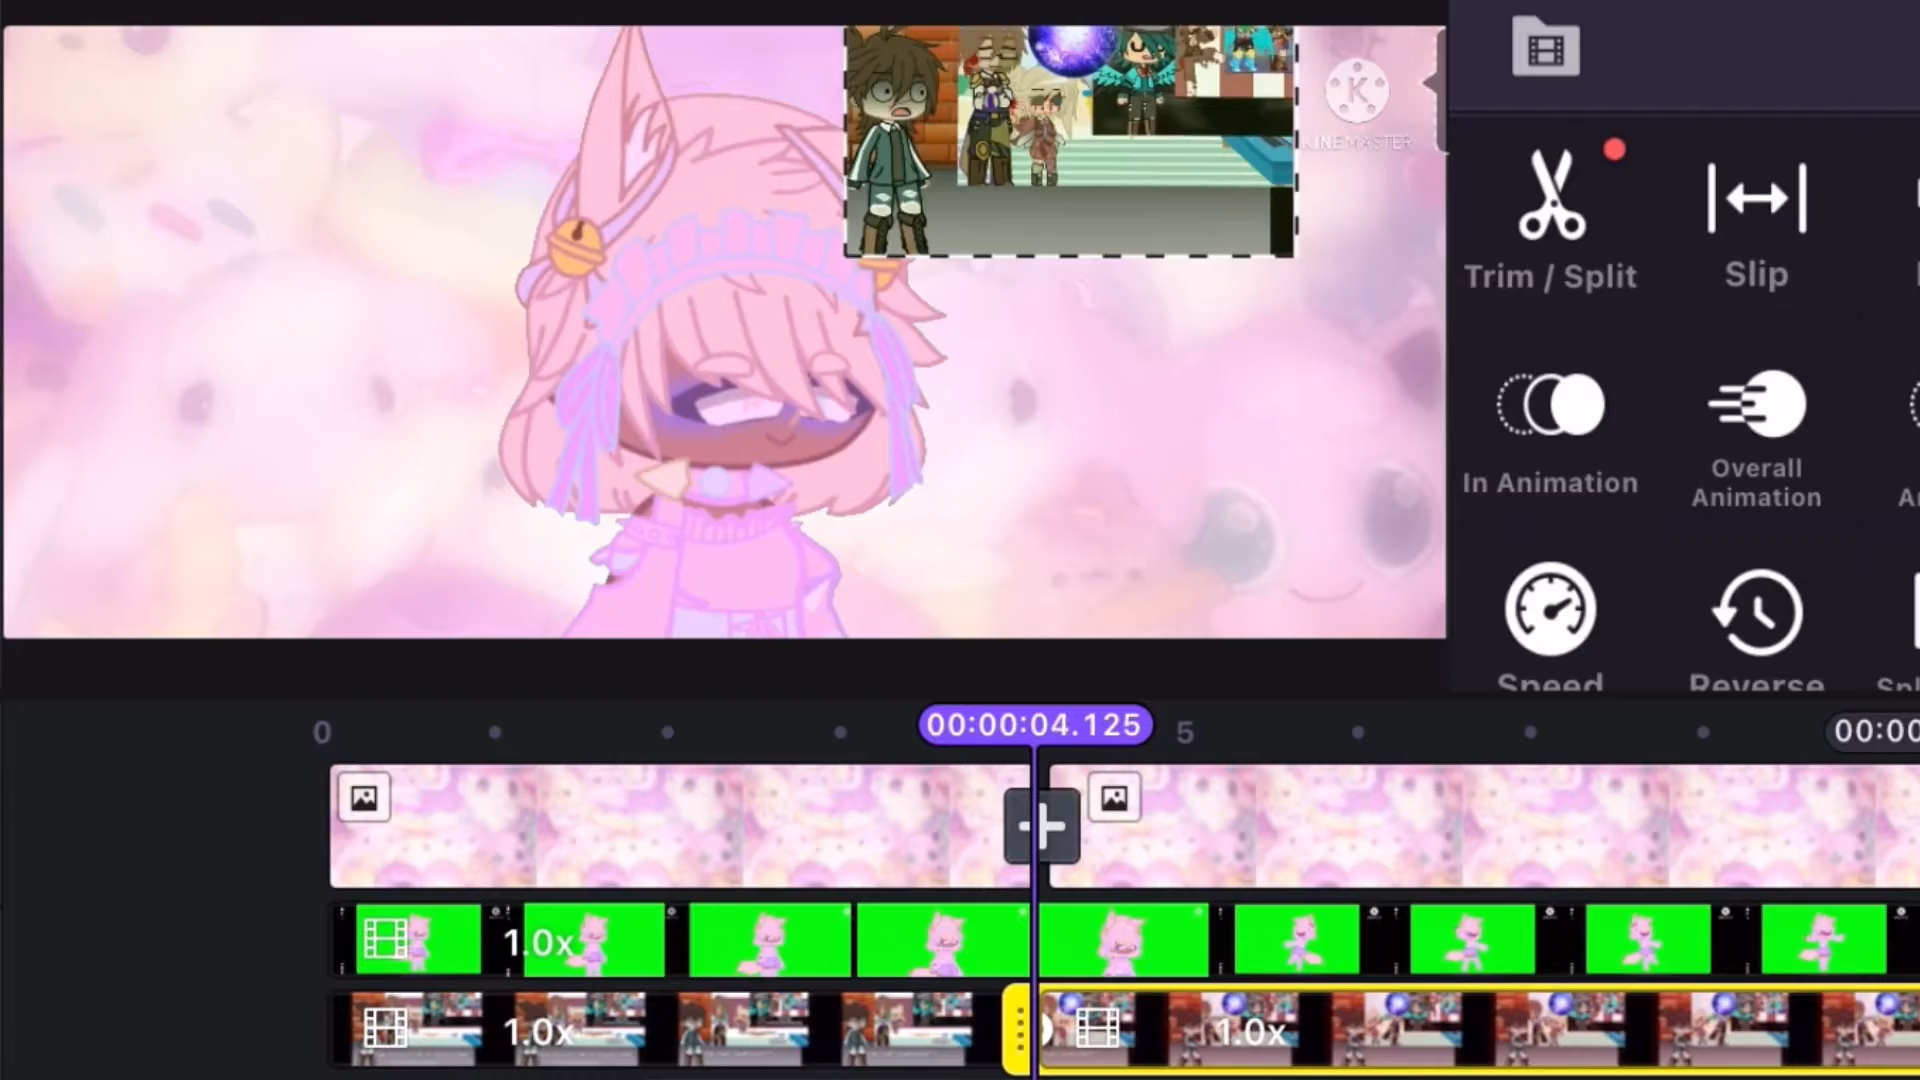 K
KINEMASTER
Trim / Split
Slip
In Animation
Overall
Animation
Speed
Reverse
0
00:00:04.125
5
00:00
1.0x
1.0x
1.0x